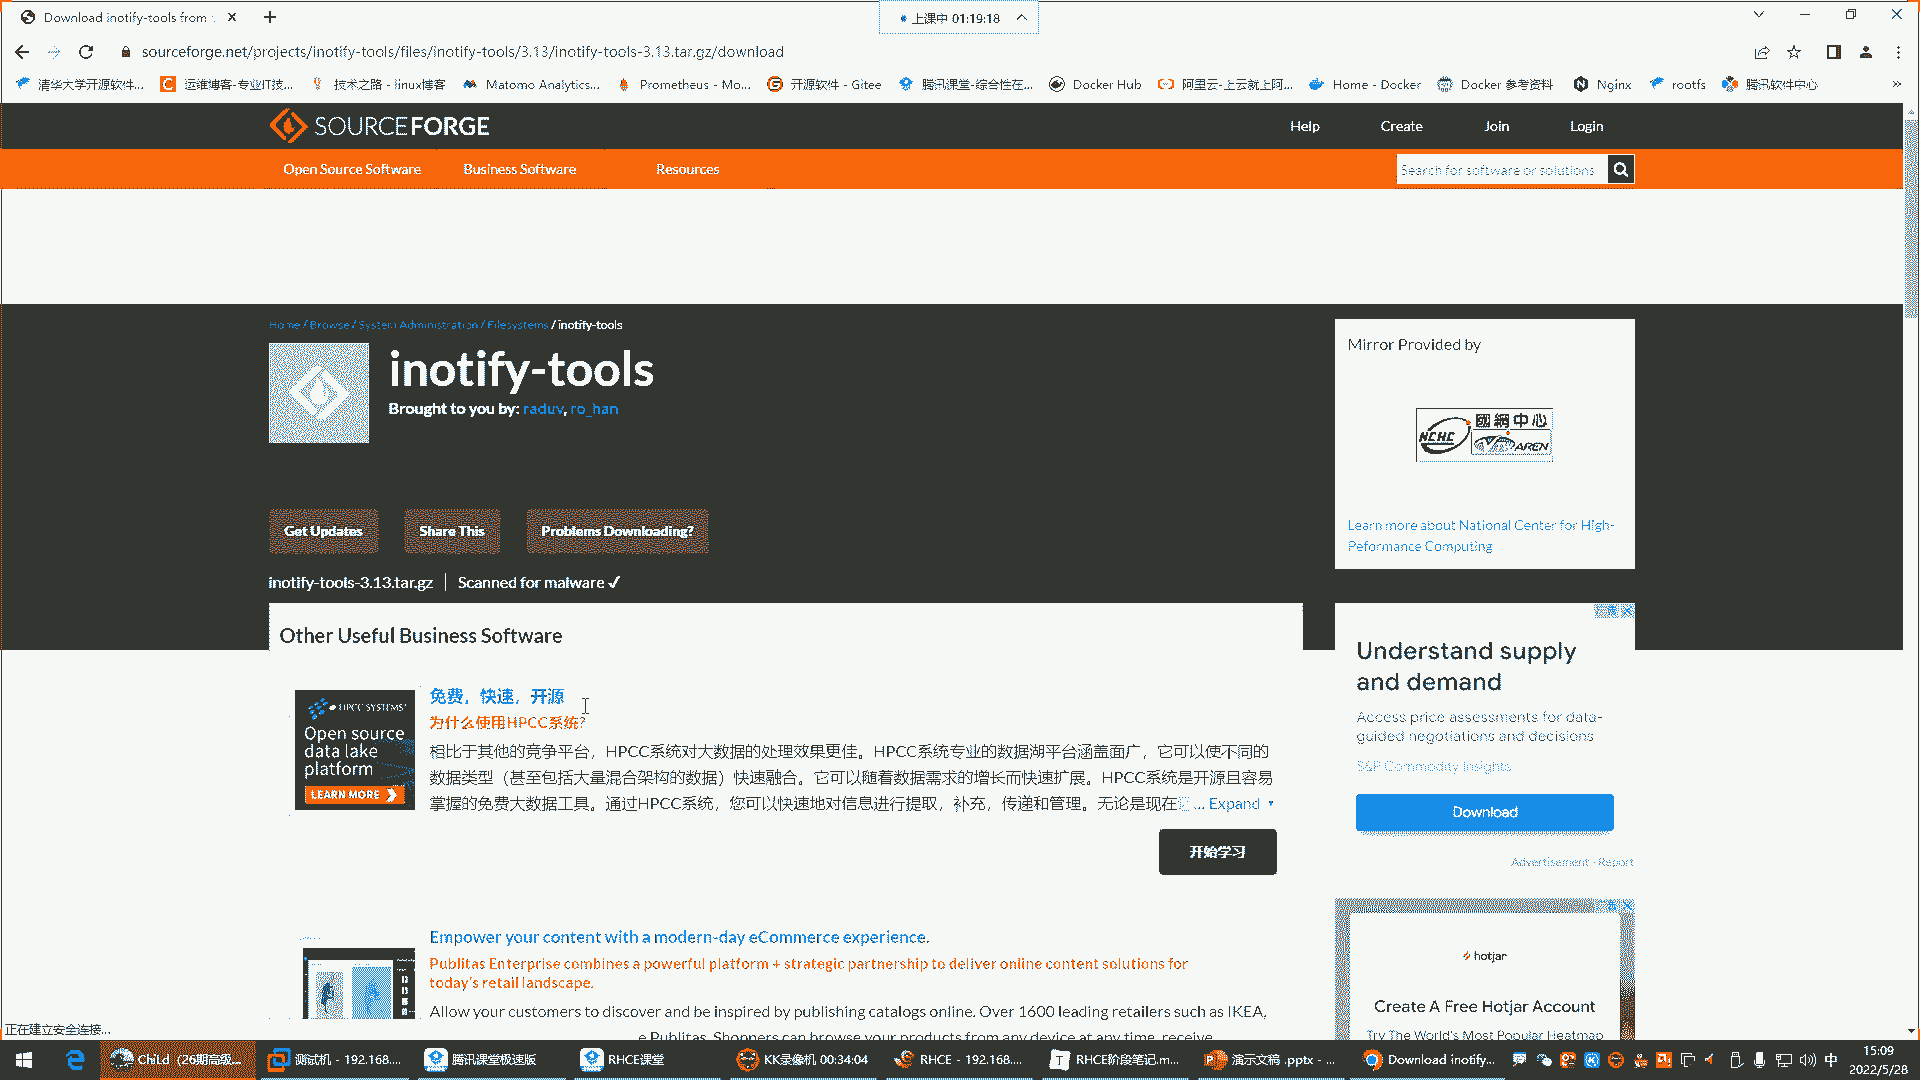 Download inotify-tools from
上课中 01:19:18
sourceforge.net/projects/inotify-tools/files/inotify-tools/3.13/inotify-tools-3.13.tar.gz/download
清华大学开源软件... 运维博客-专业IT技... 技术之路 - linux博客 Matomo Analytics... Prometheus - Mo... 开源软件 - Gitee 腾讯课堂-综合性在... Docker Hub 阿里云-上云就上阿... Home - Docker Docker 参考资料 Nginx rootfs 腾讯软件中心 »
SOURCEFORGE
Help Create Join Login
Open Source Software Business Software Resources
Search for software or solutions
Home / Browse / System Administration / Filesystems / inotify-tools
inotify-tools
Brought to you by: raduv, ro_han
Mirror Provided by
NCHC 國網中心
Get Updates Share This Problems Downloading?
Learn more about National Center for High-
Peformance Computing
inotify-tools-3.13.tar.gz Scanned for malware ✓
Other Useful Business Software
HPCC SYSTEMS
Open source
data lake
platform
LEARN MORE
免费，快速，开源
为什么使用HPCC系统?
相比于其他的竞争平台，HPCC系统对大数据的处理效果更佳。HPCC系统专业的数据湖平台涵盖面广，它可以使不同的
数据类型（甚至包括大量混合架构的数据）快速融合。它可以随着数据需求的增长而快速扩展。HPCC系统是开源且容易
掌握的免费大数据工具。通过HPCC系统，您可以快速地对信息进行提取，补充，传递和管理。无论是现在 ... Expand
开始学习
Understand supply
and demand
Access price assessments for data-
guided negotiations and decisions
S&P Commodity Insights
Download
Advertisement - Report
Empower your content with a modern-day eCommerce experience.
Publitas Enterprise combines a powerful platform + strategic partnership to deliver online content solutions for
today's retail landscape.
Allow your customers to discover and be inspired by publishing catalogs online. Over 1600 leading retailers such as IKEA,
e Publitas. Shoppers can browse your products from any device at any time, receive
hotjar
Create A Free Hotjar Account
Try The World's Most Popular Heatmap
正在建立安全连接...
Child（26期高级... 测试机 - 192.168.... 腾讯课堂极速版 RHCE课堂 KK录像机 00:34:04 RHCE - 192.168.... RHCE阶段笔记.m... 演示文稿 .pptx - ... Download inotify... 中
15:09
2022/5/28